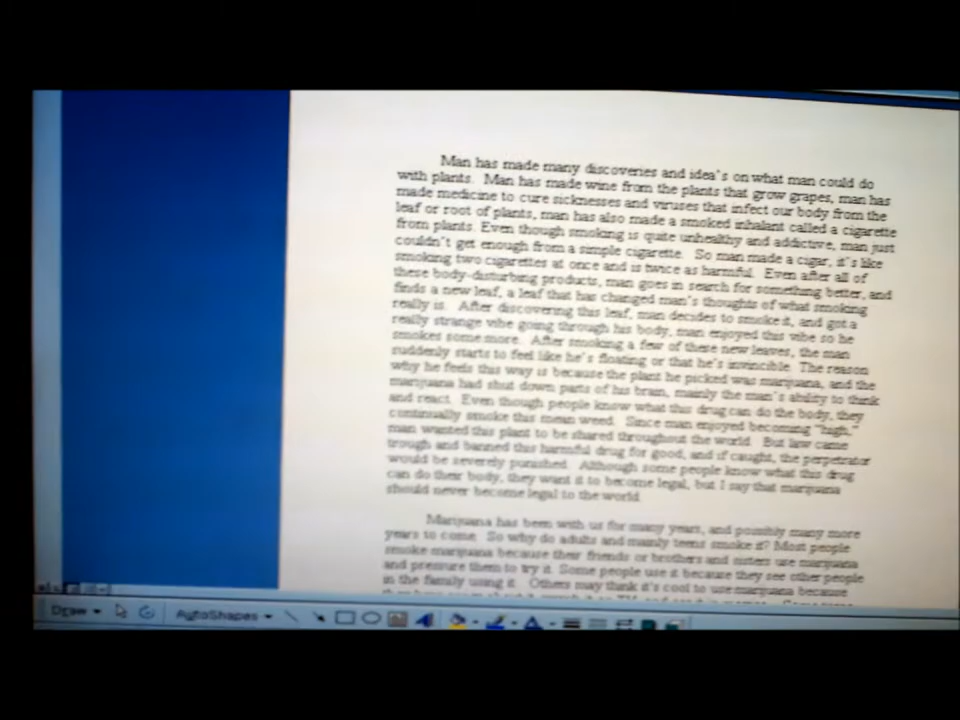 Man has made many discoveries and idea's on what man could do
with plants. Man has made wine from the plants that grow grapes, man has
made medicine to cure sicknesses and viruses that infect our body from the
leaf or root of plants, man has also made a smoked inhalant called a cigarette
from plants. Even though smoking is quite unhealthy and addictive, man just
couldn't get enough from a simple cigarette. So man made a cigar, it's like
smoking two cigarettes at once and is twice as harmful. Even after all of
these body-disturbing products, man goes in search for something better, and
finds a new leaf, a leaf that has changed man's thoughts of what smoking
really is. After discovering this leaf, man decides to smoke it, and got a
really strange vibe going through his body, man enjoyed this vibe so he
smokes some more. After smoking a few of these new leaves, the man
suddenly starts to feel like he's floating or that he's invincible. The reason
why he feels this way is because the plant he picked was marijuana, and the
marijuana had shut down parts of his brain, mainly the man's ability to think
and react. Even though people know what this drug can do the body, they
continually smoke this mean weed. Since man enjoyed becoming "high,"
man wanted this plant to be shared throughout the world. But law came
trough and banned this harmful drug for good, and if caught, the perpetrator
would be severely punished. Although some people know what this drug
can do their body, they want it to become legal, but I say that marijuana
should never become legal to the world.
Marijuana has been with us for many years, and possibly many more
years to come. So why do adults and mainly teens smoke it? Most people
smoke marijuana because their friends or brothers and sisters use marijuana
and pressure them to try it. Some people use it because they see other people
in the family using it. Others may think it's cool to use marijuana because
Draw AutoShapes